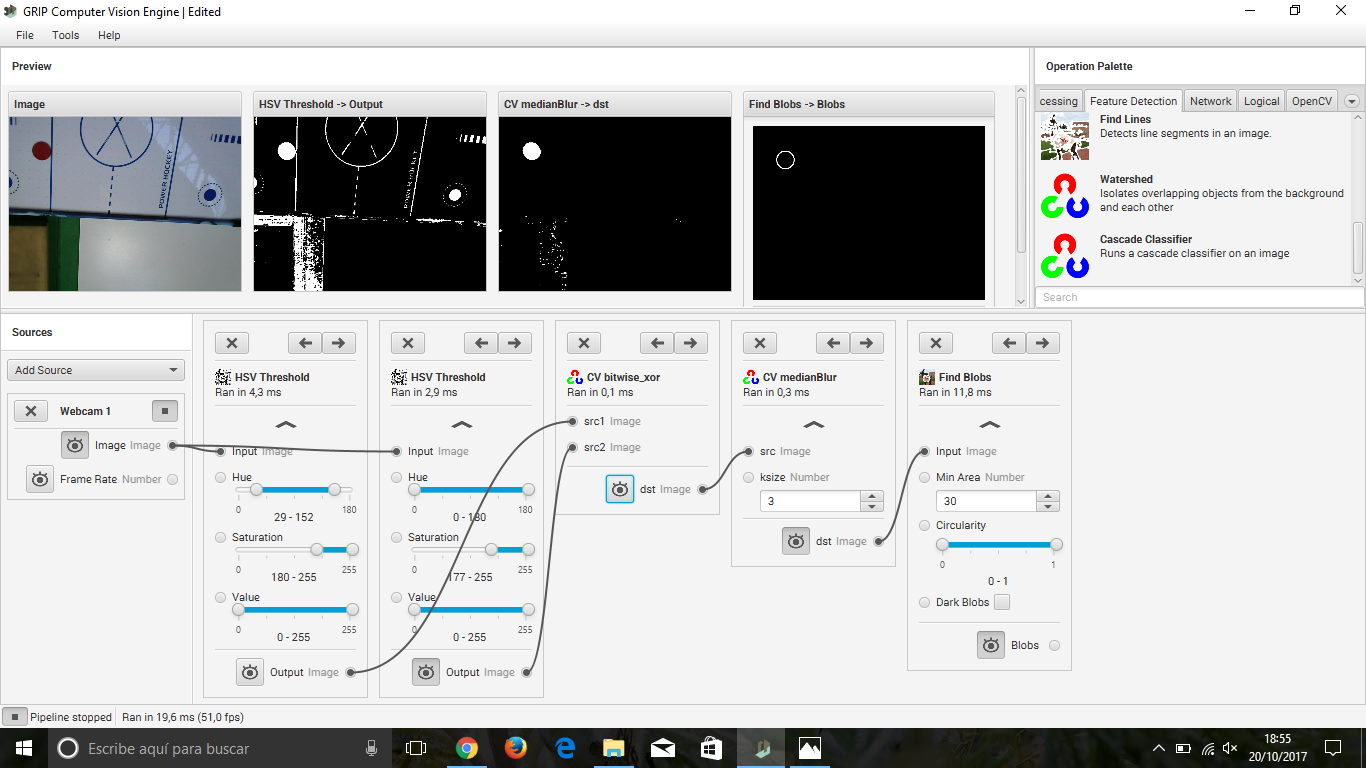 GRIP Computer Vision Engine | Edited
File Tools Help
Preview
Image
HSV Threshold -> Output
CV medianBlur -> dst
Find Blobs -> Blobs
POWER HOCKEY
POWER HOCKEY
Operation Palette
cessing Feature Detection Network Logical OpenCV
Find Lines
Detects line segments in an image.
Watershed
Isolates overlapping objects from the background
and each other
Cascade Classifier
Runs a cascade classifier on an image
Search
Sources
Add Source
Webcam 1
Image Image
Frame Rate Number
HSV Threshold
Ran in 4,3 ms
Input Image
Hue
0 180
29 - 152
Saturation
0 255
180 - 255
Value
0 255
0 - 255
Output Image
HSV Threshold
Ran in 2,9 ms
Input Image
Hue
0 180
0 - 180
Saturation
0 255
177 - 255
Value
0 255
0 - 255
Output Image
CV bitwise_xor
Ran in 0,1 ms
src1 Image
src2 Image
dst Image
CV medianBlur
Ran in 0,3 ms
src Image
ksize Number
3
dst Image
Find Blobs
Ran in 11,8 ms
Input Image
Min Area Number
30
Circularity
0 1
0 - 1
Dark Blobs
Blobs
Pipeline stopped Ran in 19,6 ms (51,0 fps)
Escribe aquí para buscar
18:55
20/10/2017